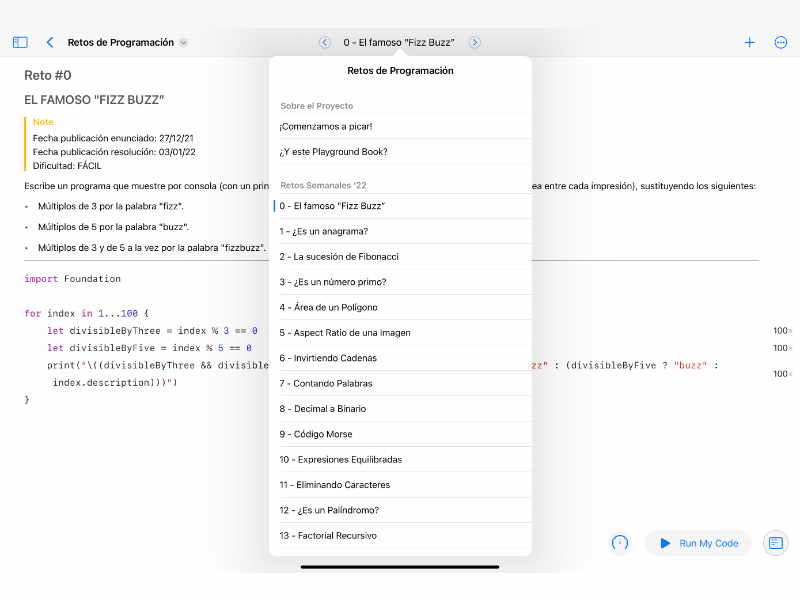 Retos de Programación
0 - El famoso "Fizz Buzz"
Reto #0
EL FAMOSO "FIZZ BUZZ”
Note
Fecha publicación enunciado: 27/12/21
Fecha publicación resolución: 03/01/22
Dificultad: FÁCIL
Escribe un programa que muestre por consola (con un
entre cada impresión), sustituyendo los siguientes:
• Múltiplos de 3 por la palabra "fizz".
• Múltiplos de 5 por la palabra "buzz".
• Múltiplos de 3 y de 5 a la vez por la palabra "fizzbuzz".
import Foundation
for index in 1...100 {
let divisibleByThree = index % 3 == 0
let divisibleByFive = index % 5 == 0
print("\((divisibleByThree && divisible
zz" : (divisibleByFive ? "buzz" :
index.description)))")
}
100×
100×
100×
Retos de Programación
Sobre el Proyecto
¡Comenzamos a picar!
¿Y este Playground Book?
Retos Semanales '22
0 - El famoso "Fizz Buzz"
1 - ¿Es un anagrama?
2 - La sucesión de Fibonacci
3 - ¿Es un número primo?
4 - Área de un Polígono
5 - Aspect Ratio de una Imagen
6 - Invirtiendo Cadenas
7 - Contando Palabras
8 - Decimal a Binario
9 - Código Morse
10 - Expresiones Equilibradas
11 - Eliminando Caracteres
12 - ¿Es un Palíndromo?
13 - Factorial Recursivo
Run My Code